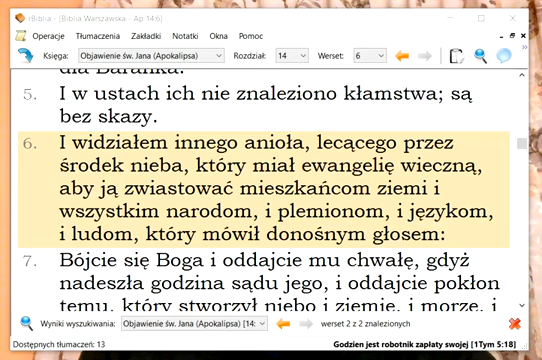 rBiblia - [Biblia Warszawska - Ap 14:6]
Operacje Tłumaczenia Zakładki Notatki Okna Pomoc
Księga: Objawienie św. Jana (Apokalipsa) Rozdział: 14 Werset: 6
dla Baranka.
5. I w ustach ich nie znaleziono kłamstwa; są
bez skazy.
6. I widziałem innego anioła, lecącego przez
środek nieba, który miał ewangelię wieczną,
aby ją zwiastować mieszkańcom ziemi i
wszystkim narodom, i plemionom, i językom,
i ludom, który mówił donośnym głosem:
7. Bójcie się Boga i oddajcie mu chwałę, gdyż
nadeszła godzina sądu jego, i oddajcie pokłon
temu, który stworzył niebo i ziemię, i morze, i
Wyniki wyszukiwania: Objawienie św. Jana (Apokalipsa) [14: werset 2 z 2 znalezionych
Dostępnych tłumaczeń: 13 Godzien jest robotnik zapłaty swojej [1Tym 5:18]